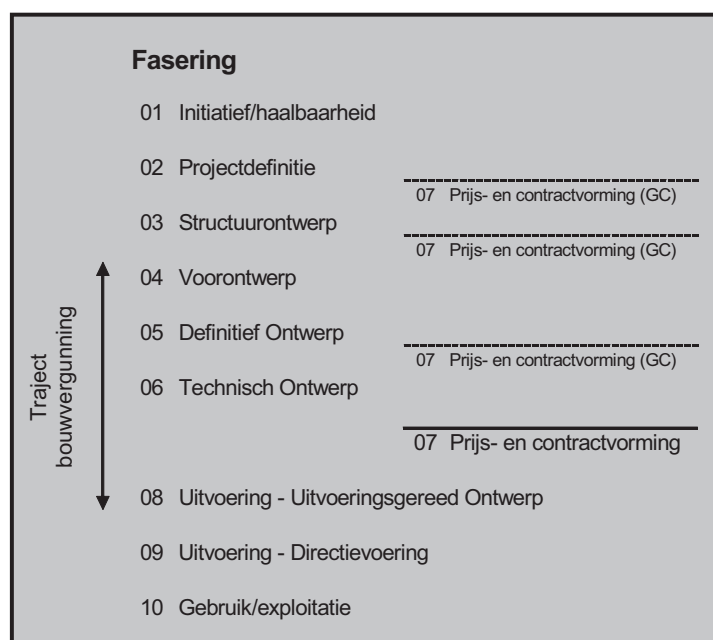 Fasering
01 Initiatief/haalbaarheid
02 Projectdefinitie
07 Prijs- en contractvorming (GC)
03 Structuurontwerp
07 Prijs- en contractvorming (GC)
04 Voorontwerp
05 Definitief Ontwerp
07 Prijs- en contractvorming (GC)
06 Technisch Ontwerp
07 Prijs- en contractvorming
08 Uitvoering - Uitvoeringsgereed Ontwerp
09 Uitvoering - Directievoering
10 Gebruik/exploitatie
Traject
bouwvergunning